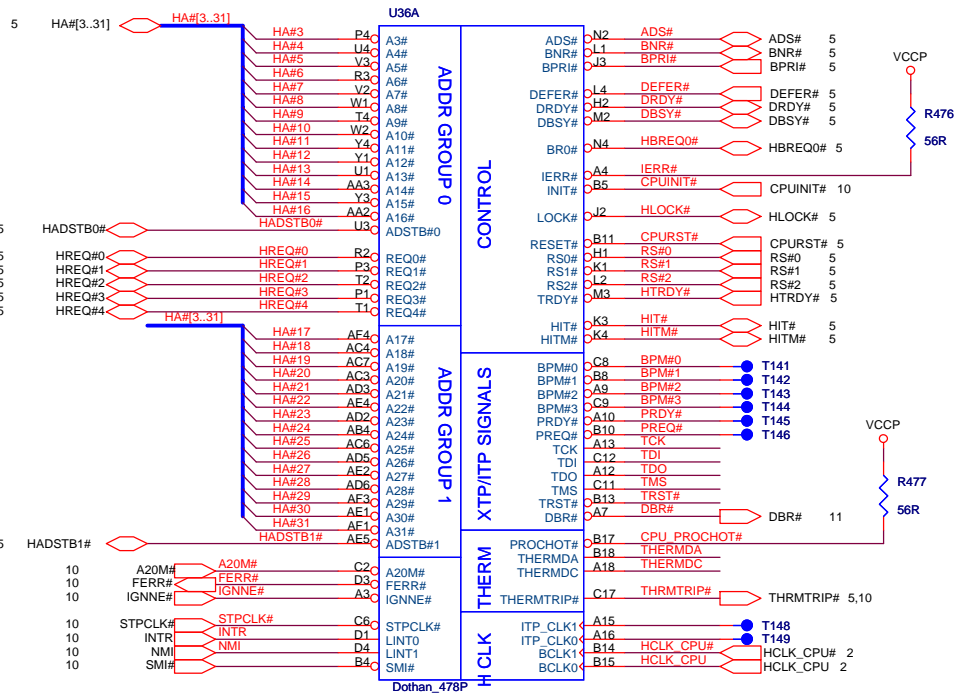 U36A
5 HA#[3..31] HA#[3..31]
HA#3 P4 A3#
HA#4 U4 A4#
HA#5 V3 A5#
HA#6 R3 A6#
HA#7 V2 A7#
HA#8 W1 A8#
HA#9 T4 A9#
HA#10 W2 A10#
HA#11 Y4 A11#
HA#12 Y1 A12#
HA#13 U1 A13#
HA#14 AA3 A14#
HA#15 Y3 A15#
HA#16 AA2 A16#
5 HADSTB0# HADSTB0# U3 ADSTB#0
5 HREQ#0 HREQ#0 R2 REQ0#
5 HREQ#1 HREQ#1 P3 REQ1#
5 HREQ#2 HREQ#2 T2 REQ2#
5 HREQ#3 HREQ#3 P1 REQ3#
5 HREQ#4 HREQ#4 T1 REQ4#
ADDR GROUP 0
HA#[3..31]
HA#17 AF4 A17#
HA#18 AC4 A18#
HA#19 AC7 A19#
HA#20 AC3 A20#
HA#21 AD3 A21#
HA#22 AE4 A22#
HA#23 AD2 A23#
HA#24 AB4 A24#
HA#25 AC6 A25#
HA#26 AD5 A26#
HA#27 AE2 A27#
HA#28 AD6 A28#
HA#29 AF3 A29#
HA#30 AE1 A30#
HA#31 AF1 A31#
5 HADSTB1# HADSTB1# AE5 ADSTB#1
ADDR GROUP 1
10 A20M# A20M# C2 A20M#
10 FERR# FERR# D3 FERR#
10 IGNNE# IGNNE# A3 IGNNE#
10 STPCLK# STPCLK# C6 STPCLK#
10 INTR INTR D1 LINT0
10 NMI NMI D4 LINT1
10 SMI# SMI# B4 SMI#
CONTROL
ADS# N2 ADS# ADS# 5
BNR# L1 BNR# BNR# 5
BPRI# J3 BPRI# BPRI# 5
DEFER# L4 DEFER# DEFER# 5
DRDY# H2 DRDY# DRDY# 5
DBSY# M2 DBSY# DBSY# 5
BR0# N4 HBREQ0# HBREQ0# 5
IERR# A4 IERR#
VCCP
R476
56R
INIT# B5 CPUINIT# CPUINIT# 10
LOCK# J2 HLOCK# HLOCK# 5
RESET# B11 CPURST# CPURST# 5
RS0# H1 RS#0 RS#0 5
RS1# K1 RS#1 RS#1 5
RS2# L2 RS#2 RS#2 5
TRDY# M3 HTRDY# HTRDY# 5
HIT# K3 HIT# HIT# 5
HITM# K4 HITM# HITM# 5
XTP/ITP SIGNALS
BPM#0 C8 BPM#0 T141
BPM#1 B8 BPM#1 T142
BPM#2 A9 BPM#2 T143
BPM#3 C9 BPM#3 T144
PRDY# A10 PRDY# T145
PREQ# B10 PREQ# T146
TCK A13 TCK
TDI C12 TDI
TDO A12 TDO
TMS C11 TMS
TRST# B13 TRST#
DBR# A7 DBR# 11
VCCP
R477
56R
THERM
PROCHOT# B17 CPU_PROCHOT#
THERMDA B18 THERMDA
THERMDC A18 THERMDC
THERMTRIP# C17 THRMTRIP# THRMTRIP# 5,10
H CLK
ITP_CLK1 A15 T148
ITP_CLK0 A16 T149
BCLK1 B14 HCLK_CPU# HCLK_CPU# 2
BCLK0 B15 HCLK_CPU HCLK_CPU 2
Dothan_478P